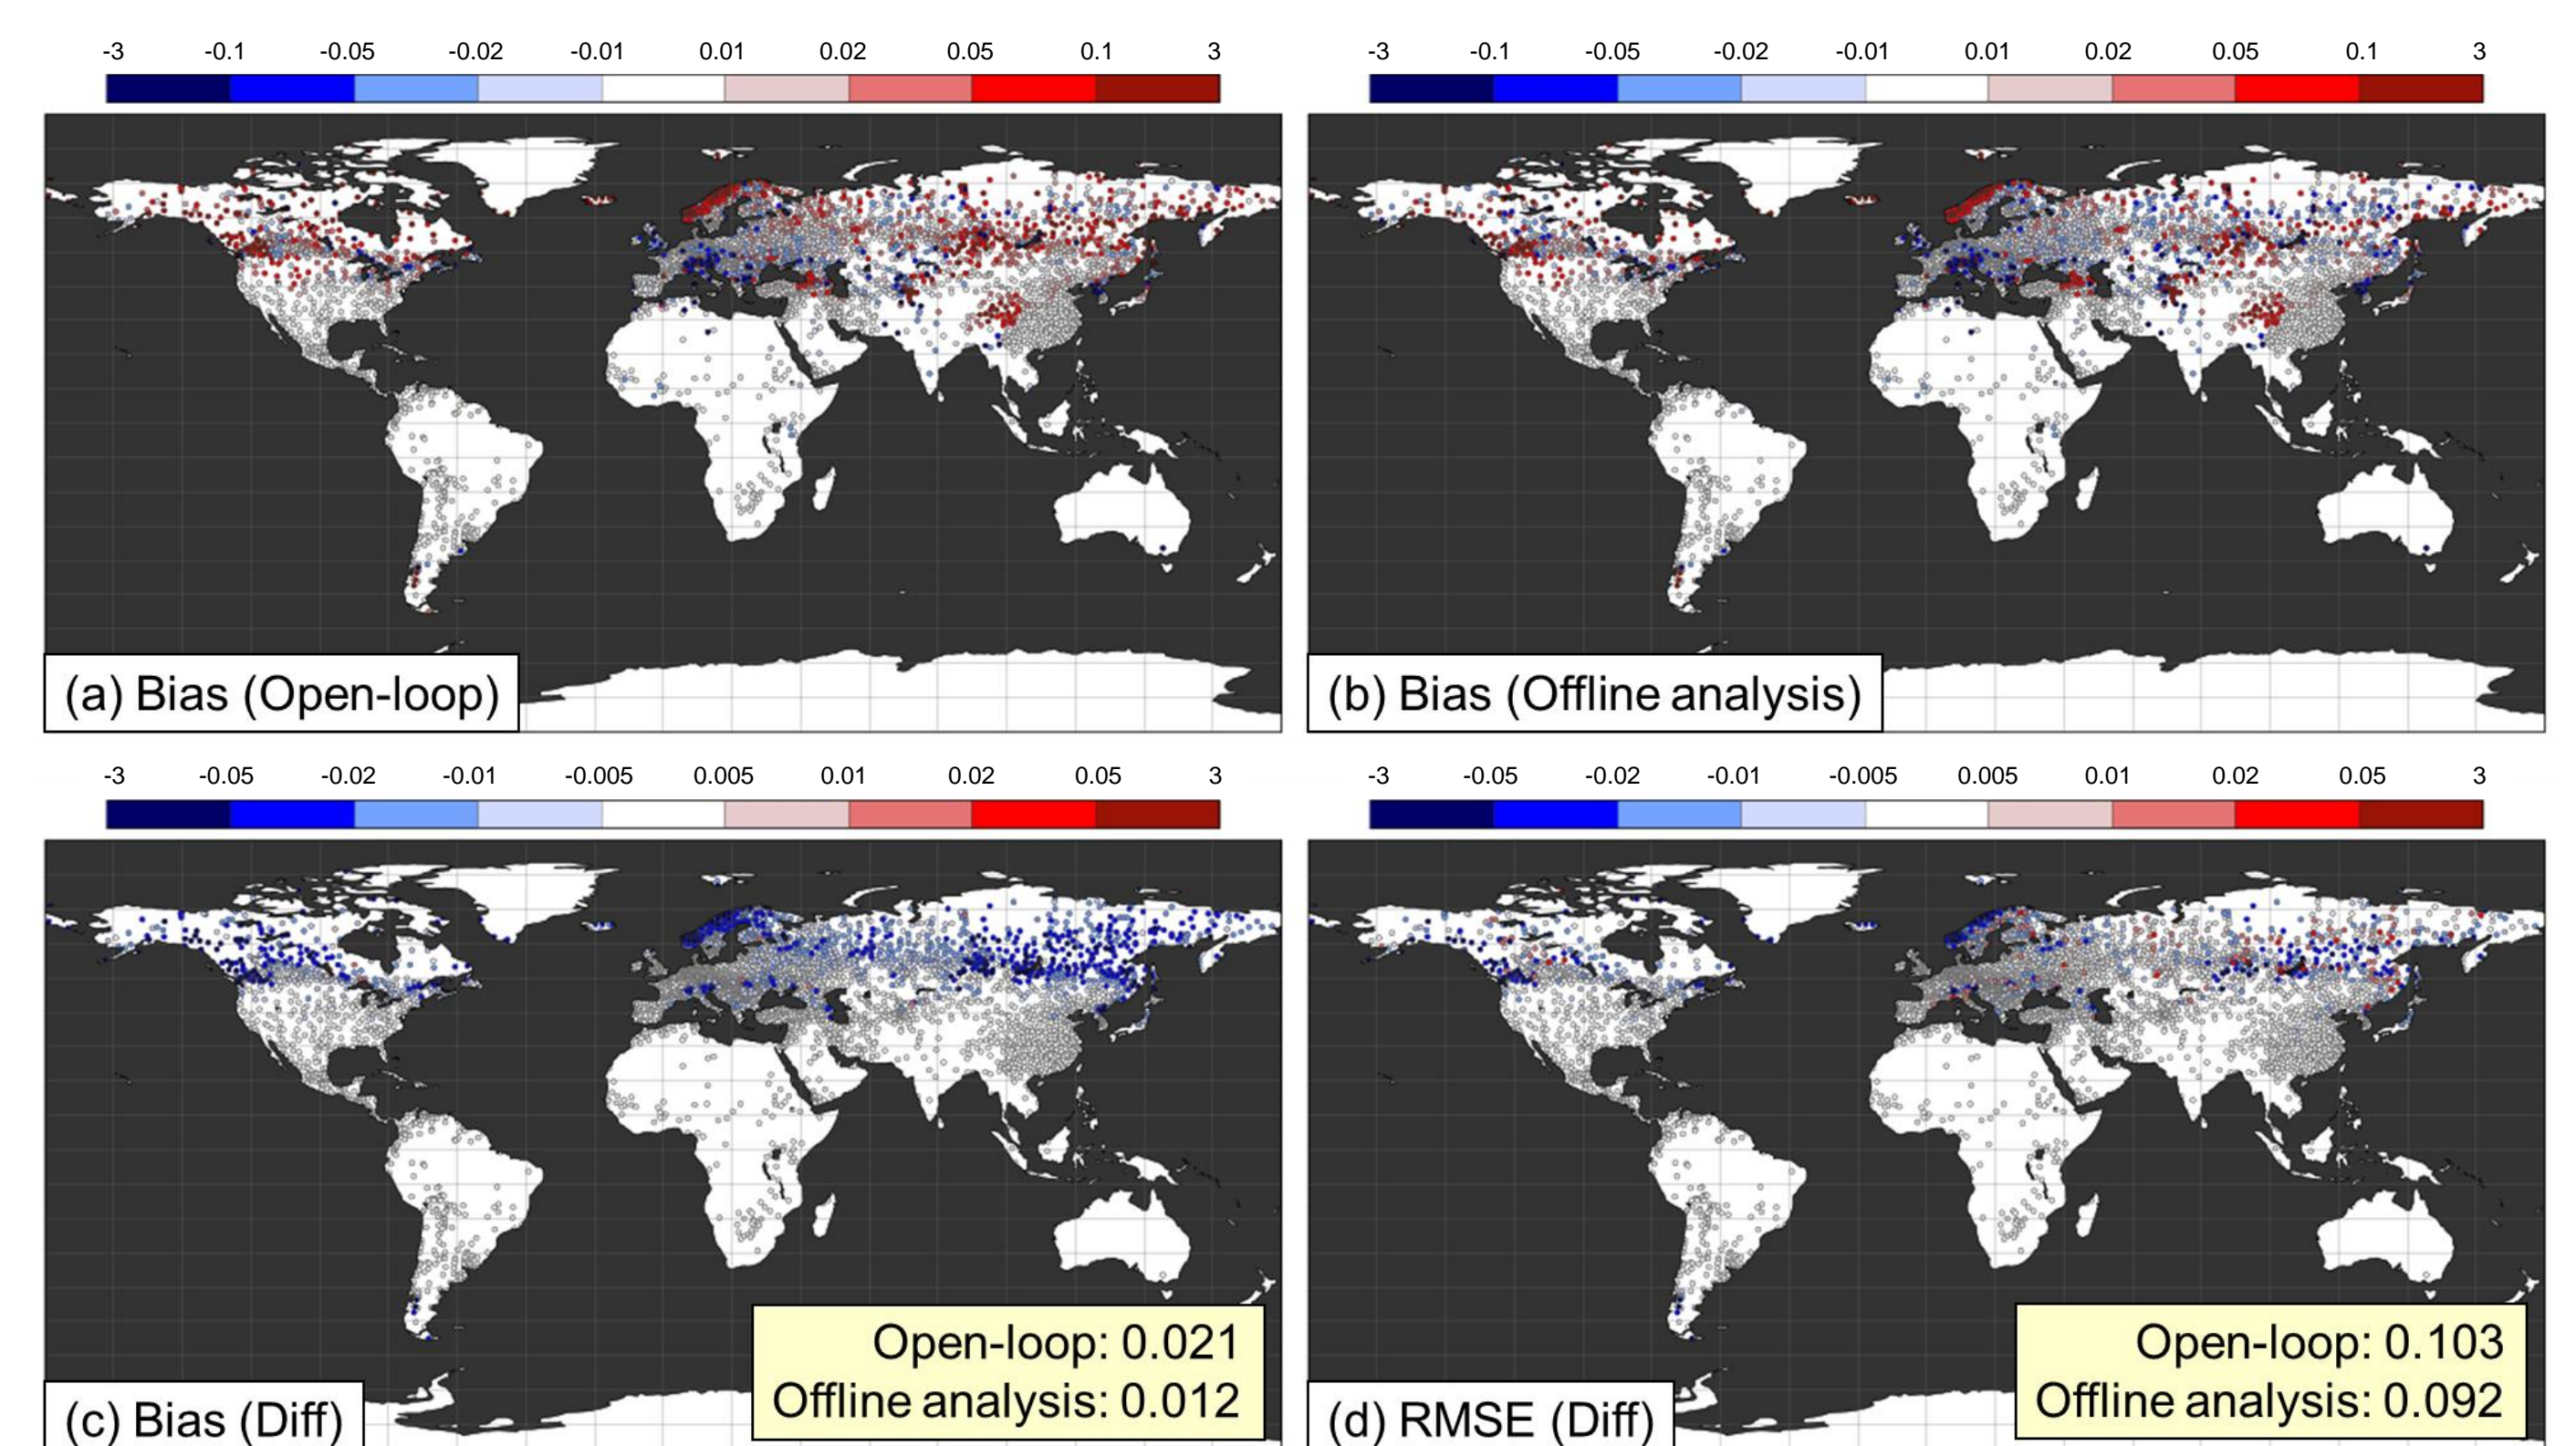 -3 -0.1 -0.05 -0.02 -0.01 0.01 0.02 0.05 0.1 3
-3 -0.1 -0.05 -0.02 -0.01 0.01 0.02 0.05 0.1 3
(a) Bias (Open-loop)
(b) Bias (Offline analysis)
-3 -0.05 -0.02 -0.01 -0.005 0.005 0.01 0.02 0.05 3
-3 -0.05 -0.02 -0.01 -0.005 0.005 0.01 0.02 0.05 3
Open-loop: 0.021
Offline analysis: 0.012
(c) Bias (Diff)
Open-loop: 0.103
Offline analysis: 0.092
(d) RMSE (Diff)